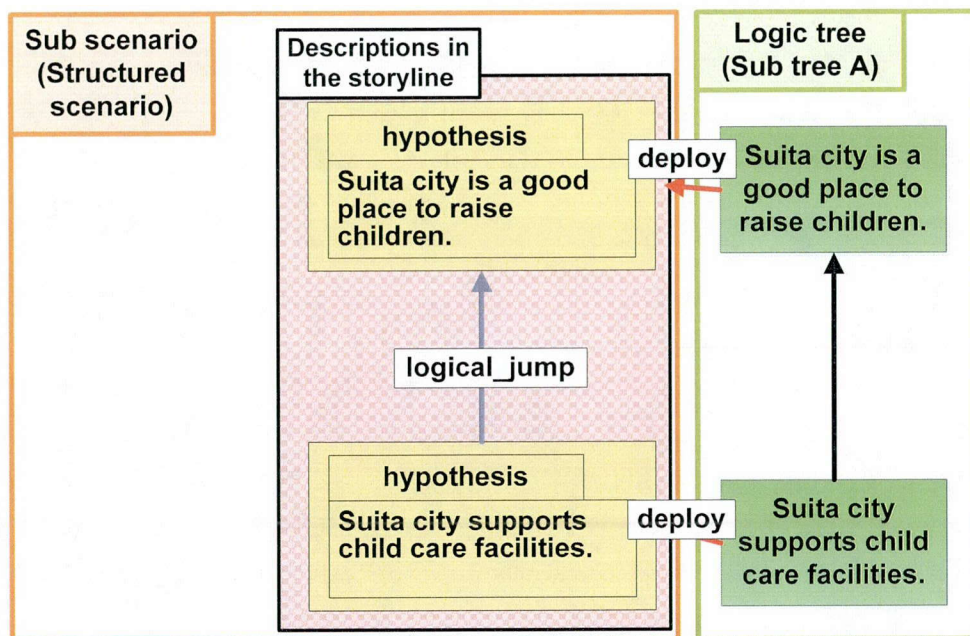 Sub scenario
(Structured
scenario)
Descriptions in
the storyline
hypothesis
Suita city is a good
place to raise
children.
logical_jump
hypothesis
Suita city supports
child care facilities.
deploy
deploy
Logic tree
(Sub tree A)
Suita city is a
good place to
raise children.
Suita city
supports child
care facilities.